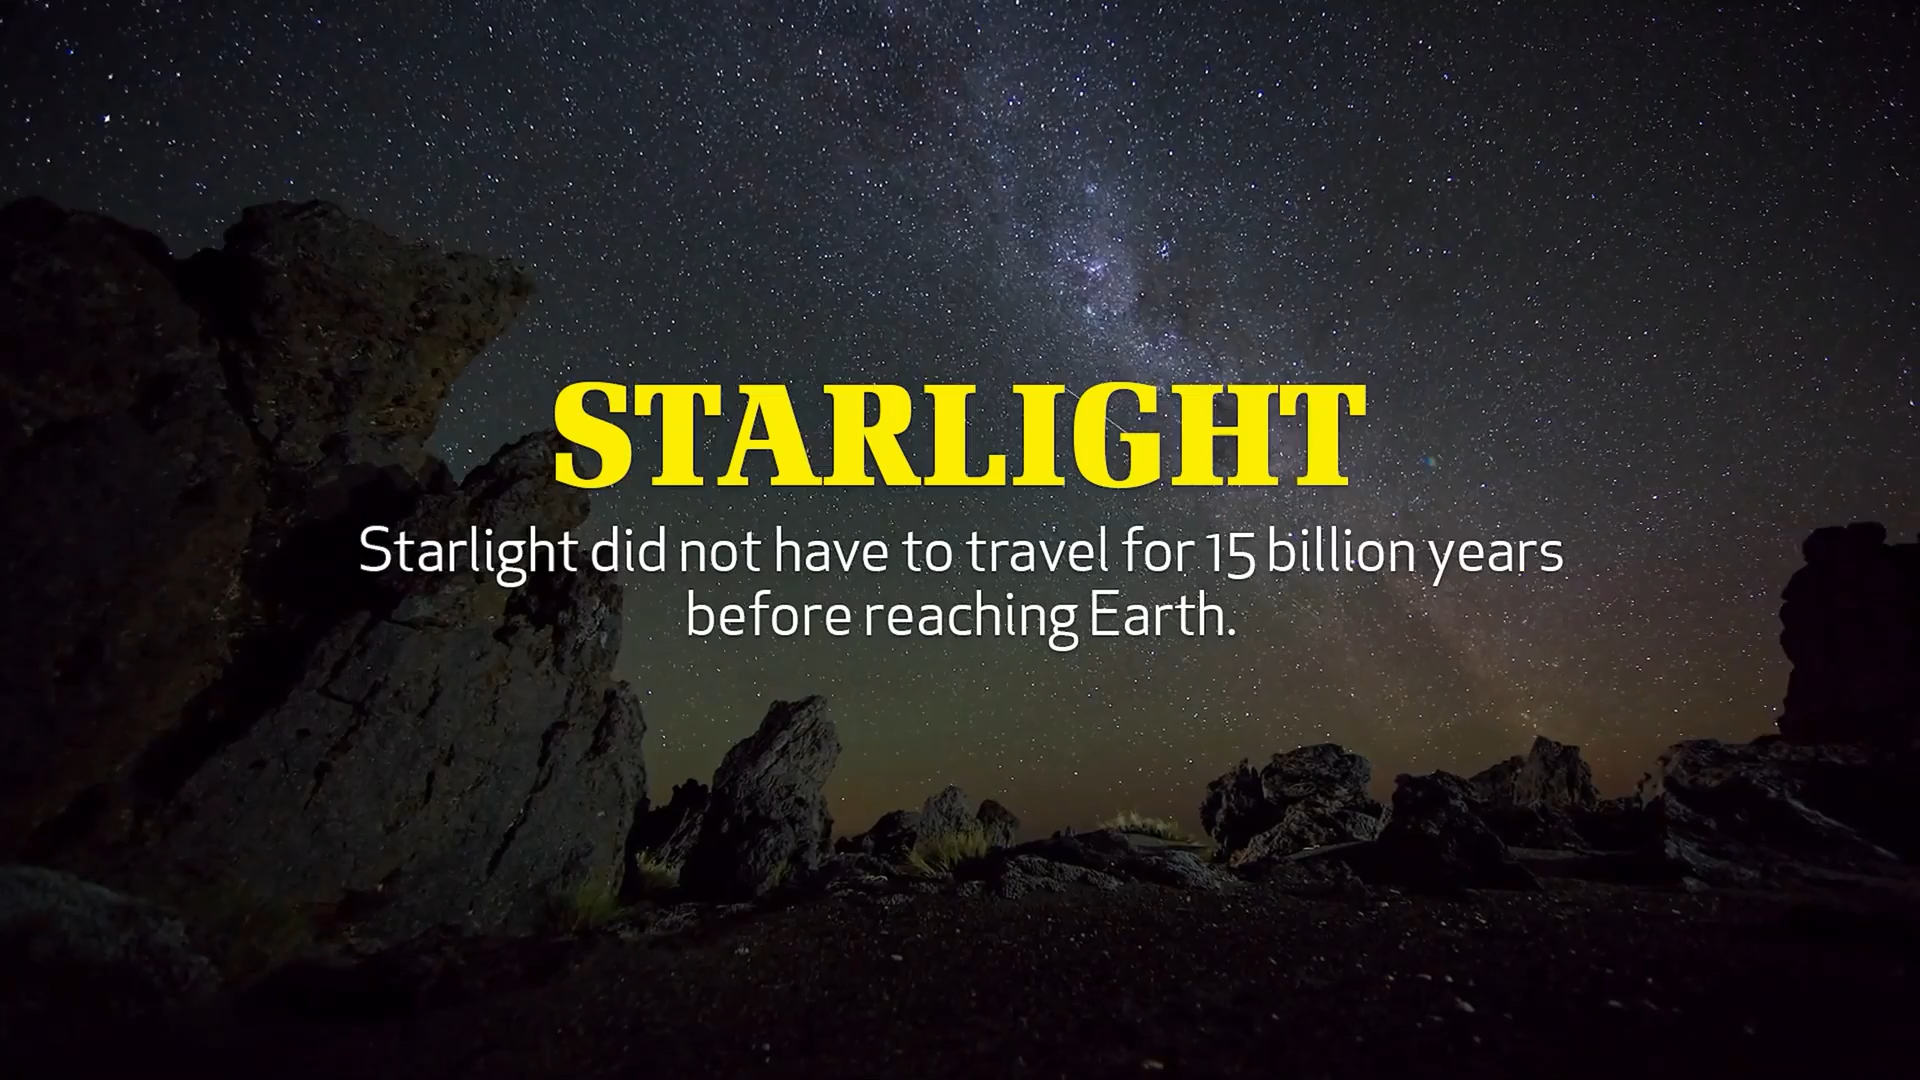 STARLIGHT
Starlight did not have to travel for 15 billion years
before reaching Earth.